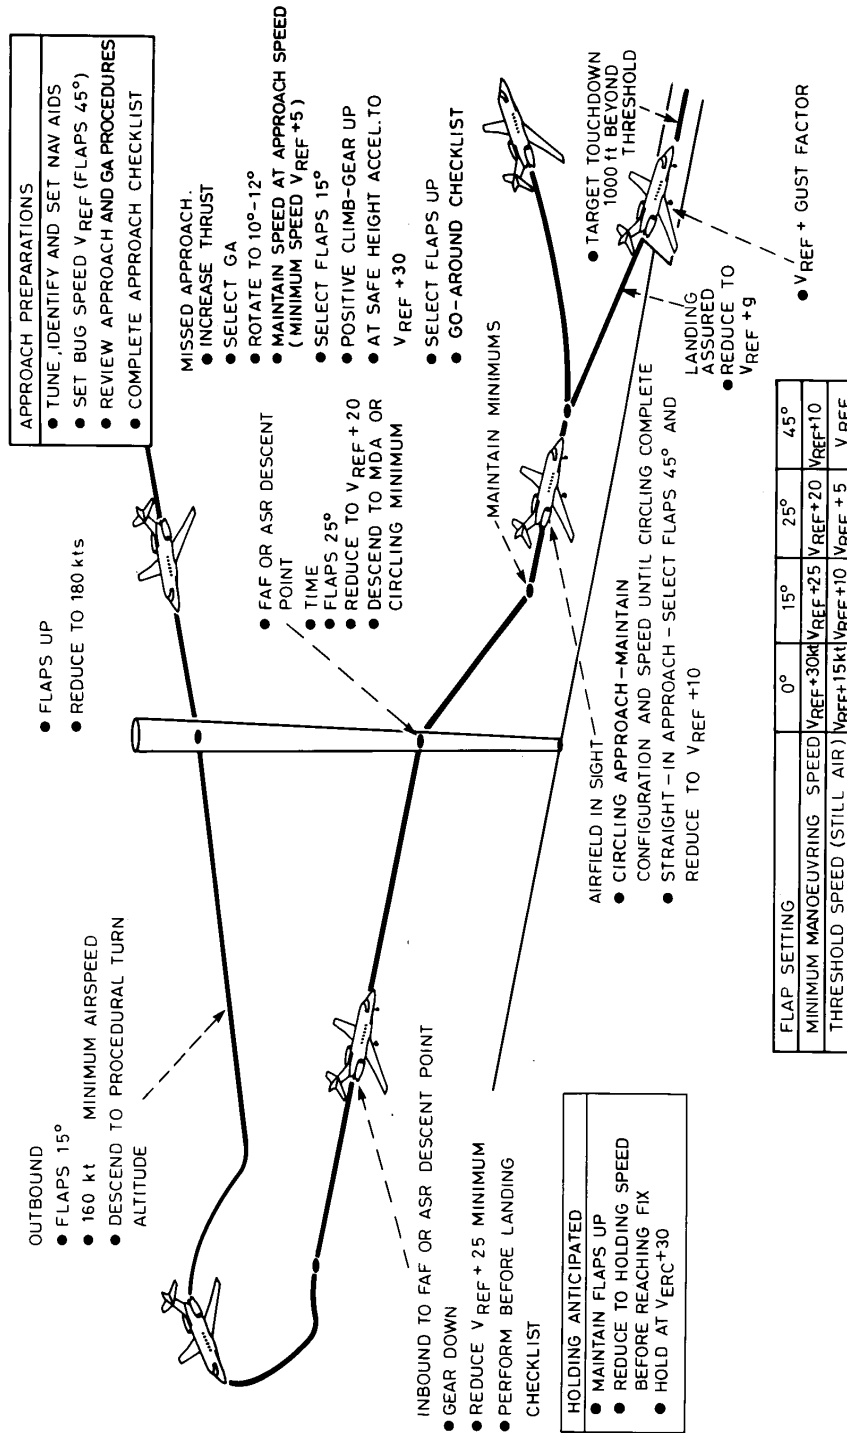 APPROACH PREPARATIONS
● TUNE, IDENTIFY AND SET NAV AIDS
● SET BUG SPEED V REF (FLAPS 45°)
● REVIEW APPROACH AND GA PROCEDURES
● COMPLETE APPROACH CHECKLIST
● FLAPS UP
● REDUCE TO 180 kts
OUTBOUND
● FLAPS 15°
● 160 kt MINIMUM AIRSPEED
● DESCEND TO PROCEDURAL TURN
ALTITUDE
MISSED APPROACH.
● INCREASE THRUST
● SELECT GA
● ROTATE TO 10°-12°
● MAINTAIN SPEED AT APPROACH SPEED
(MINIMUM SPEED VREF +5)
● SELECT FLAPS 15°
● POSITIVE CLIMB-GEAR UP
● AT SAFE HEIGHT ACCEL. TO
VREF +30
● SELECT FLAPS UP
● GO-AROUND CHECKLIST
● FAF OR ASR DESCENT
POINT
● TIME
● FLAPS 25°
● REDUCE TO VREF +20
● DESCEND TO MDA OR
CIRCLING MINIMUM
MAINTAIN MINIMUMS
● TARGET TOUCHDOWN
1000 ft BEYOND
THRESHOLD
LANDING
ASSURED
● REDUCE TO
VREF +g
● VREF + GUST FACTOR
AIRFIELD IN SIGHT
● CIRCLING APPROACH - MAINTAIN
CONFIGURATION AND SPEED UNTIL CIRCLING COMPLETE
● STRAIGHT-IN APPROACH - SELECT FLAPS 45° AND
REDUCE TO VREF +10
INBOUND TO FAF OR ASR DESCENT POINT
● GEAR DOWN
● REDUCE VREF + 25 MINIMUM
● PERFORM BEFORE LANDING
CHECKLIST
HOLDING ANTICIPATED
● MAINTAIN FLAPS UP
● REDUCE TO HOLDING SPEED
BEFORE REACHING FIX
● HOLD AT VERC+30
FLAP SETTING 0° 15° 25° 45°
MINIMUM MANOEUVRING SPEED VREF+30kt VREF+25 VREF+20 VREF+10
THRESHOLD SPEED (STILL AIR) VREF+15kt VREF+10 VREF +5 V REF